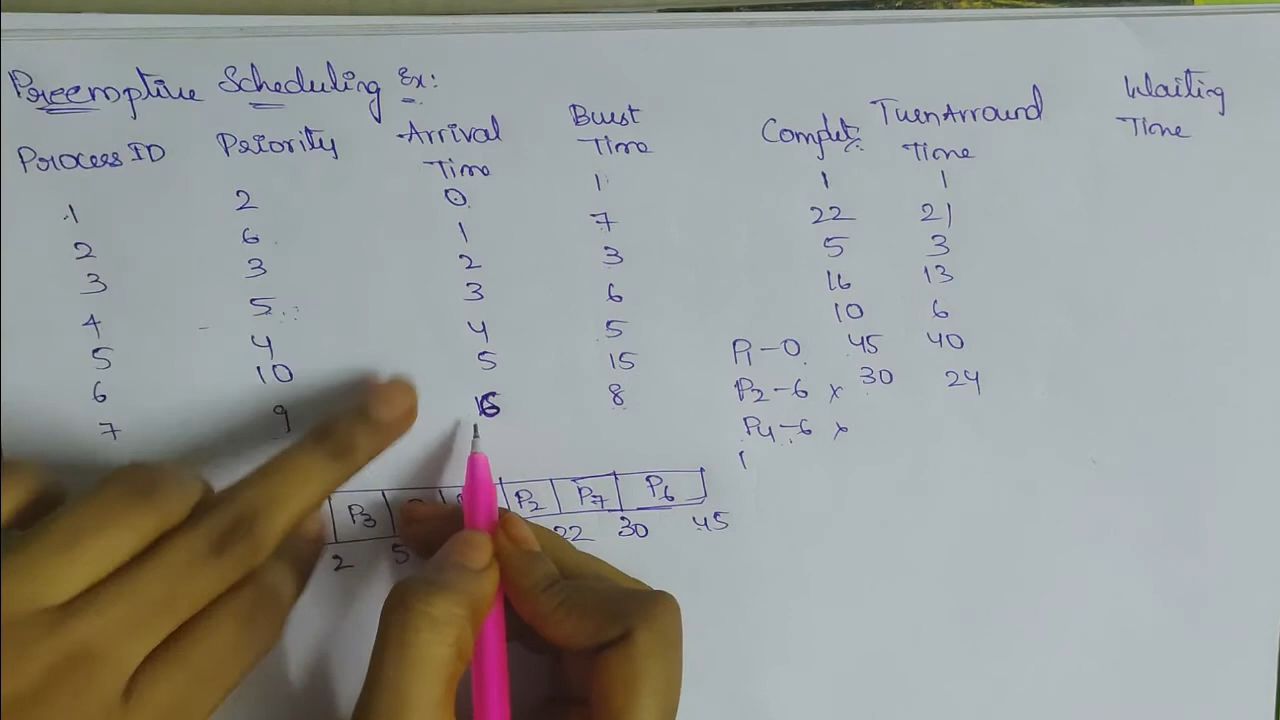 Preemptive Scheduling Ex:
Process ID Priority Arrival Time Burst Time Complet: TurnArround Time Waiting Time
1 2 0 1 1 1
2 6 1 7 22 21
3 3 2 3 5 3
4 5 3 6 16 13
5 4 4 5 10 6
6 10 5 15 45 40
7 9 6 8 30 24
P1-0
P2-6 x
P4-6 x
P3 P2 P7 P6
2 5 22 30 45